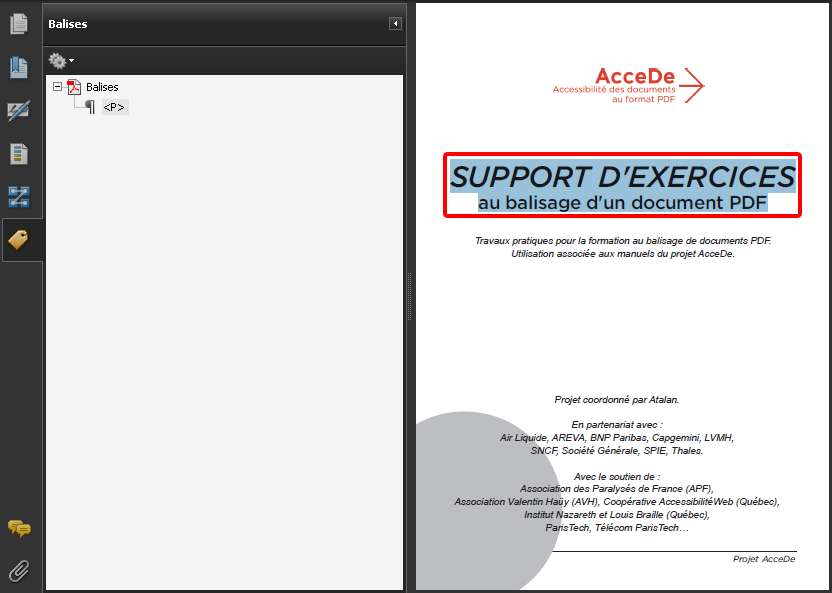 Balises
Balises
<P>
AcceDe
Accessibilité des documents
au format PDF
SUPPORT D'EXERCICES
au balisage d'un document PDF
Travaux pratiques pour la formation au balisage de documents PDF.
Utilisation associée aux manuels du projet AcceDe.
Projet coordonné par Atalan.
En partenariat avec :
Air Liquide, AREVA, BNP Paribas, Capgemini, LVMH,
SNCF, Société Générale, SPIE, Thales.
Avec le soutien de :
Association des Paralysés de France (APF),
Association Valentin Haüy (AVH), Coopérative AccessibilitéWeb (Québec),
Institut Nazareth et Louis Braille (Québec),
ParisTech, Télécom ParisTech…
Projet AcceDe